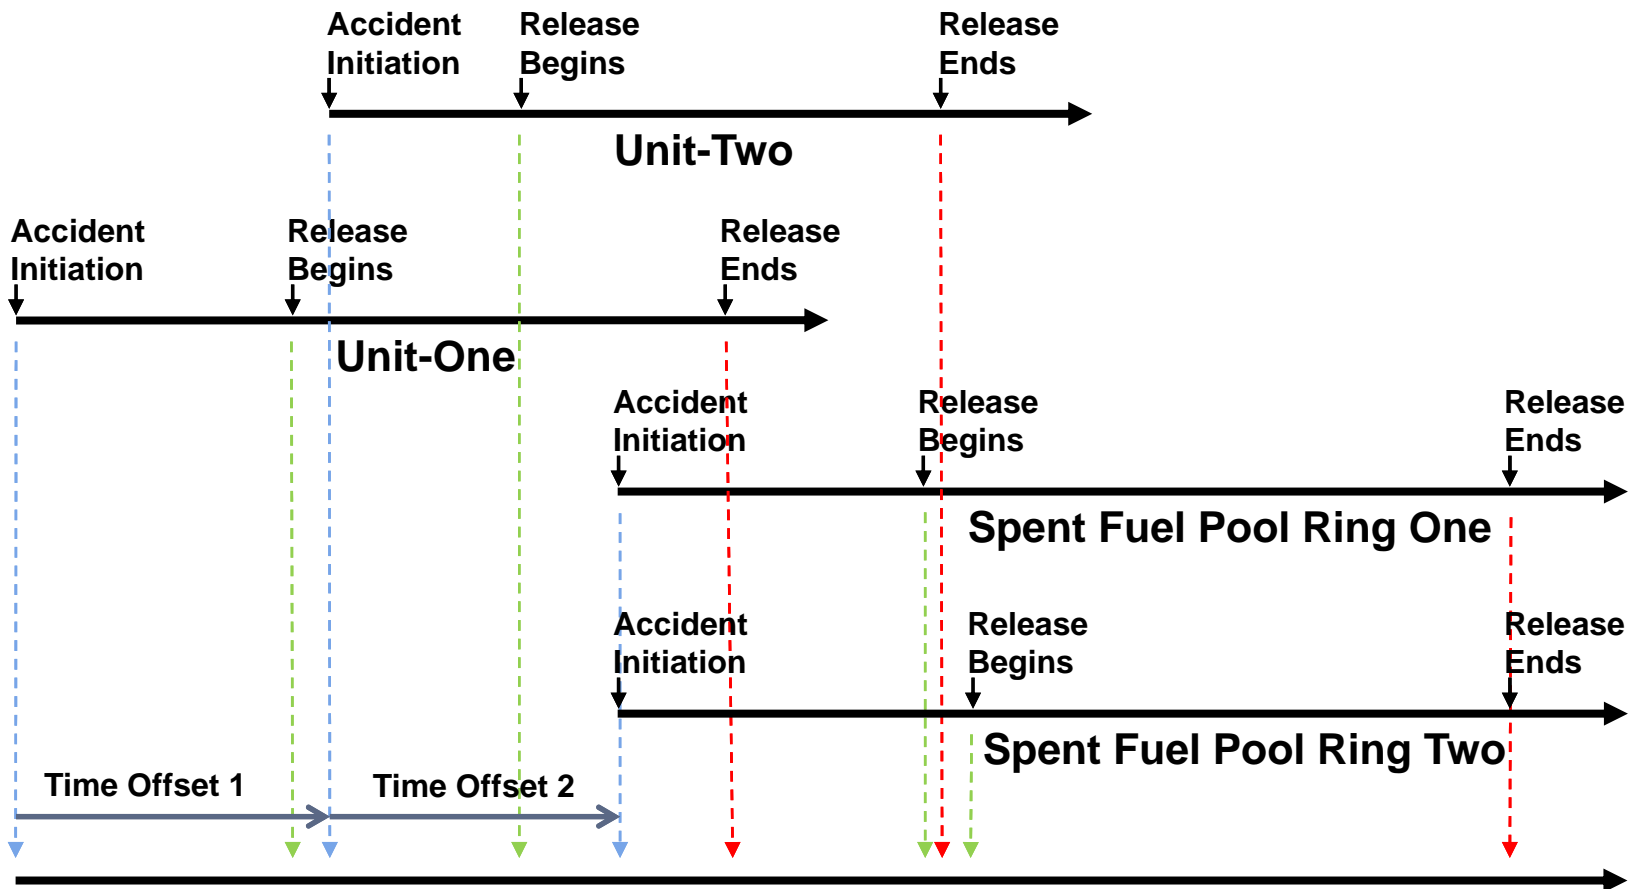 Accident Release Release
Initiation Begins Ends
Unit-Two
Accident Release Release
Initiation Begins Ends
Unit-One
Accident Release Release
Initiation Begins Ends
Spent Fuel Pool Ring One
Accident Release Release
Initiation Begins Ends
Spent Fuel Pool Ring Two
Time Offset 1 Time Offset 2